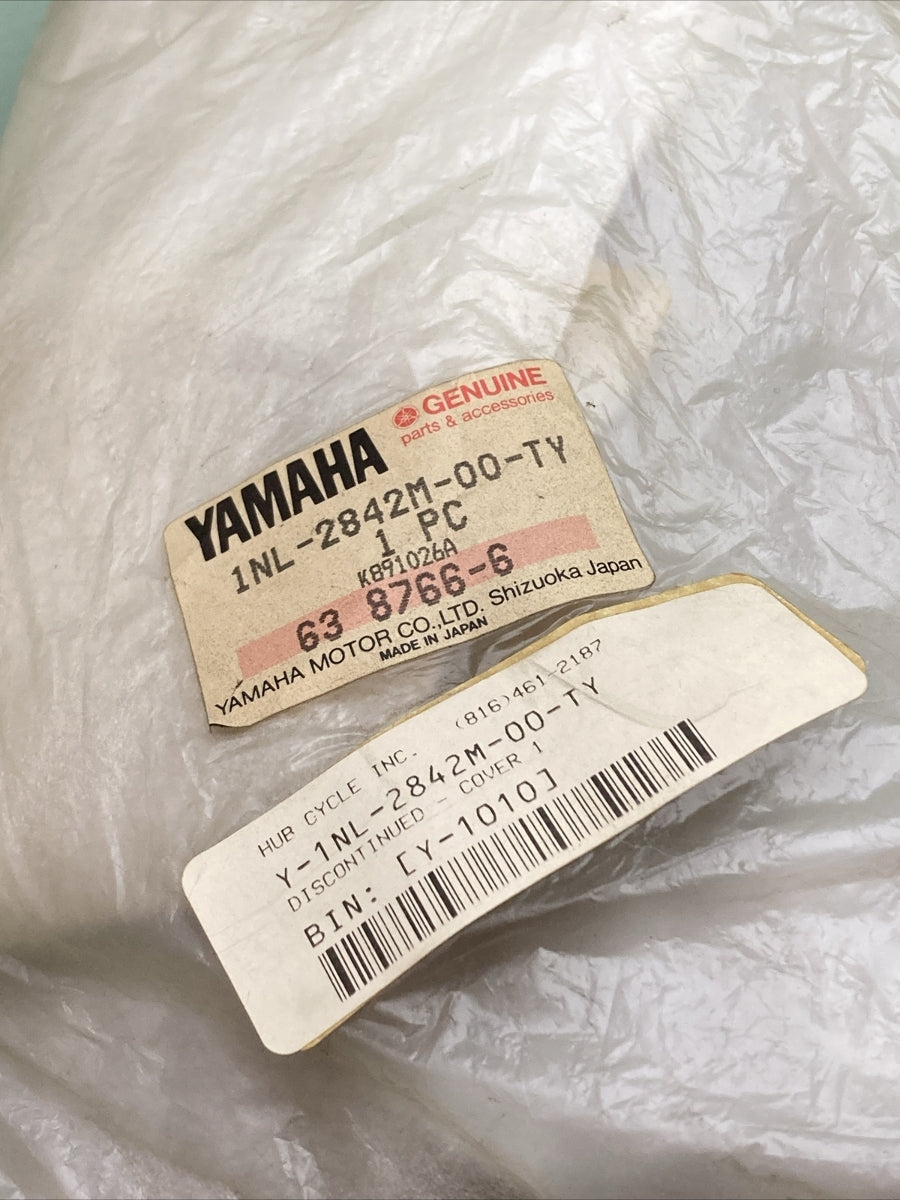 GENUINE
parts & accessories
YAMAHA
1NL-2842M-00-TY
1 PC
K891026A
63 8766-6
YAMAHA MOTOR CO.,LTD. Shizuoka Japan
MADE IN JAPAN
HUB CYCLE INC. (816)461-2187
Y-1NL-2842M-00-TY
DISCONTINUED - COVER 1
BIN: [Y-1010]